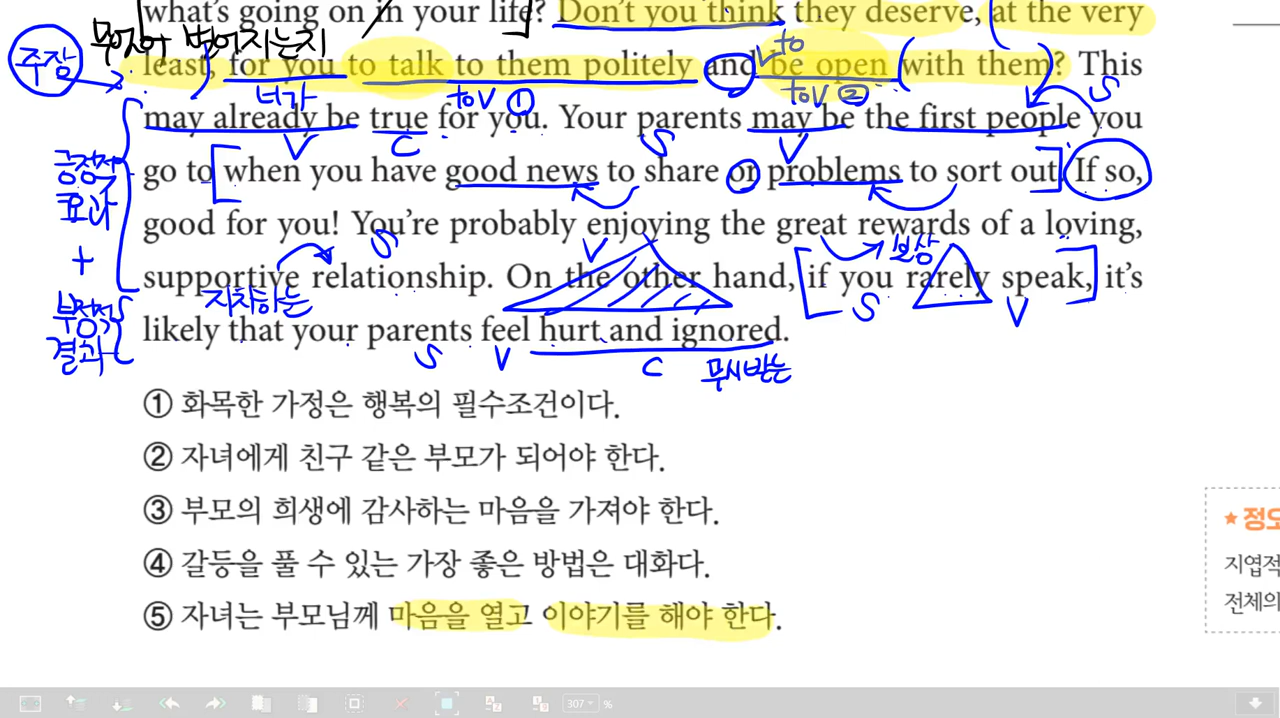 what's going on in your life? Don't you think they deserve, at the very
무엇이 벌어지는지
to
주장
least, for you to talk to them politely and be open with them? This
너가 toV ① toV ② S
may already be true for you. Your parents may be the first people you
V C S V
긍정적
효과
go to when you have good news to share or problems to sort out. If so,
good for you! You're probably enjoying the great rewards of a loving,
+
S V 보상
supportive relationship. On the other hand, if you rarely speak, it's
지지하는 S V
부정적
결과
likely that your parents feel hurt and ignored.
S V C 무시받는
① 화목한 가정은 행복의 필수조건이다.
② 자녀에게 친구 같은 부모가 되어야 한다.
③ 부모의 희생에 감사하는 마음을 가져야 한다.
④ 갈등을 풀 수 있는 가장 좋은 방법은 대화다.
⑤ 자녀는 부모님께 마음을 열고 이야기를 해야 한다.
★ 정오
지엽적
전체의
307 %